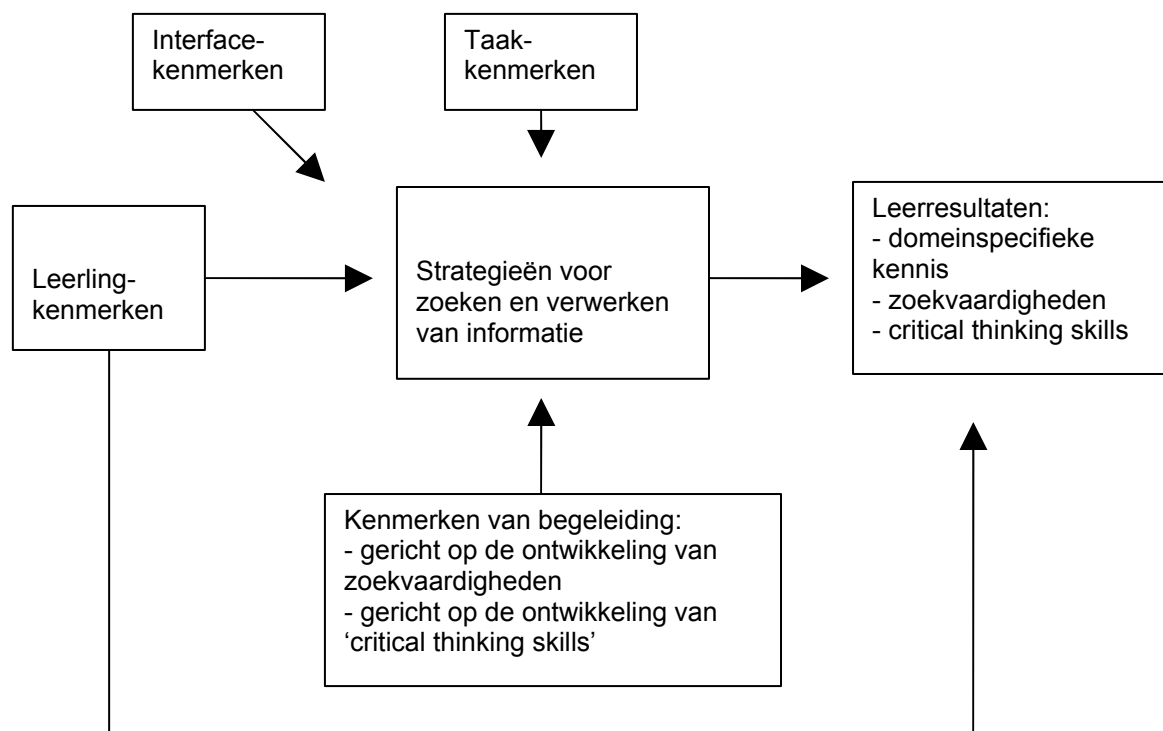 Interface-
kenmerken
Taak-
kenmerken
Leerling-
kenmerken
Strategieën voor
zoeken en verwerken
van informatie
Leerresultaten:
- domeinspecifieke
kennis
- zoekvaardigheden
- critical thinking skills
Kenmerken van begeleiding:
- gericht op de ontwikkeling van
zoekvaardigheden
- gericht op de ontwikkeling van
‘critical thinking skills’